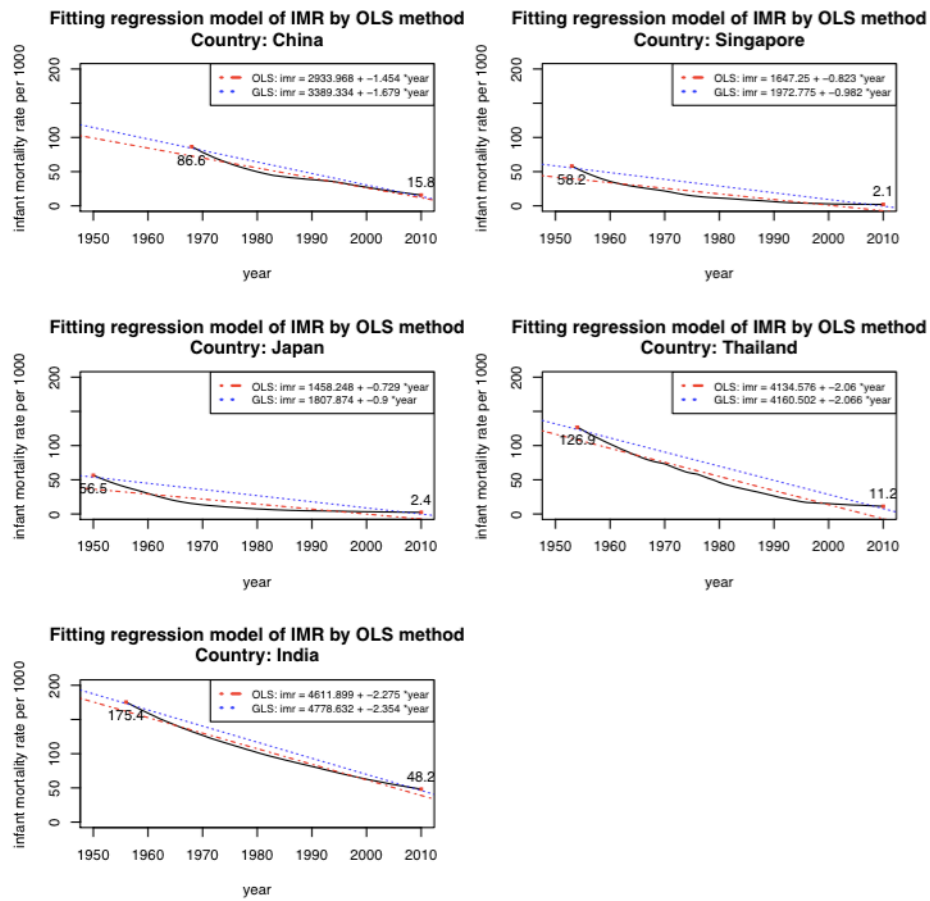 Fitting regression model of IMR by OLS method
Country: China
infant mortality rate per 1000
200
100
50
0
OLS: imr = 2933.968 + −1.454 *year
GLS: imr = 3389.334 + −1.679 *year
86.6
15.8
1950 1960 1970 1980 1990 2000 2010
year
Fitting regression model of IMR by OLS method
Country: Singapore
infant mortality rate per 1000
200
100
50
0
OLS: imr = 1647.25 + −0.823 *year
GLS: imr = 1972.775 + −0.982 *year
58.2
2.1
1950 1960 1970 1980 1990 2000 2010
year
Fitting regression model of IMR by OLS method
Country: Japan
infant mortality rate per 1000
200
100
50
0
OLS: imr = 1458.248 + −0.729 *year
GLS: imr = 1807.874 + −0.9 *year
56.5
2.4
1950 1960 1970 1980 1990 2000 2010
year
Fitting regression model of IMR by OLS method
Country: Thailand
infant mortality rate per 1000
200
100
50
0
OLS: imr = 4134.576 + −2.06 *year
GLS: imr = 4160.502 + −2.066 *year
126.9
11.2
1950 1960 1970 1980 1990 2000 2010
year
Fitting regression model of IMR by OLS method
Country: India
infant mortality rate per 1000
200
100
50
0
OLS: imr = 4611.899 + −2.275 *year
GLS: imr = 4778.632 + −2.354 *year
175.4
48.2
1950 1960 1970 1980 1990 2000 2010
year